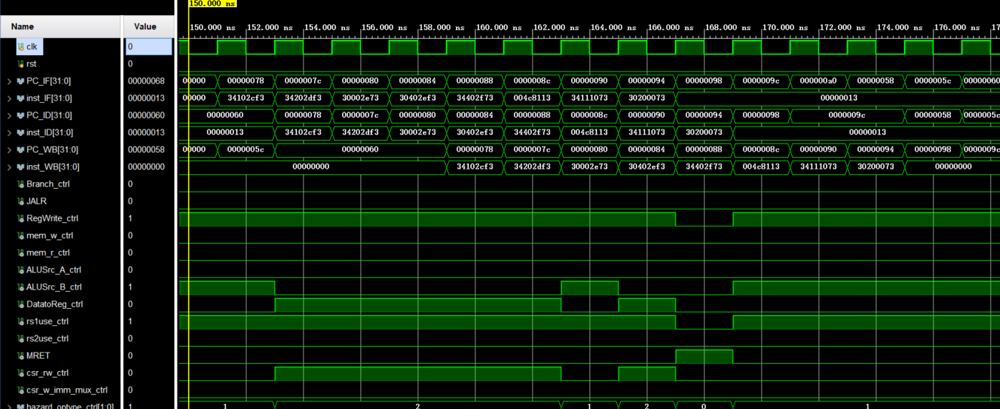 150.000 ns
Name Value
150.000 ns 152.000 ns 154.000 ns 156.000 ns 158.000 ns 160.000 ns 162.000 ns 164.000 ns 166.000 ns 168.000 ns 170.000 ns 172.000 ns 174.000 ns 176.000 ns 17
clk 0
rst 0
PC_IF[31:0] 00000068 00000 00000078 0000007c 00000080 00000084 00000088 0000008c 00000090 00000094 00000098 0000009c 000000a0 00000058 0000005c 00000060
inst_IF[31:0] 00000013 00000 34102cf3 34202df3 30002e73 30402ef3 34402f73 004c8113 34111073 30200073 00000013
PC_ID[31:0] 00000060 00000060 00000078 0000007c 00000080 00000084 00000088 0000008c 00000090 00000094 00000098 0000009c 00000058 0000005c
inst_ID[31:0] 00000013 00000013 34102cf3 34202df3 30002e73 30402ef3 34402f73 004c8113 34111073 30200073 00000013
PC_WB[31:0] 00000058 00000 0000005c 00000060 00000078 0000007c 00000080 00000084 00000088 0000008c 00000090 00000094 00000098 0000009c
inst_WB[31:0] 00000000 00000000 34102cf3 34202df3 30002e73 30402ef3 34402f73 004c8113 34111073 30200073 00000000
Branch_ctrl 0
JALR 0
RegWrite_ctrl 1
mem_w_ctrl 0
mem_r_ctrl 0
ALUSrc_A_ctrl 0
ALUSrc_B_ctrl 1
DatatoReg_ctrl 0
rs1use_ctrl 1
rs2use_ctrl 0
MRET 0
csr_rw_ctrl 0
csr_w_imm_mux_ctrl 0
hazard_optype_ctrl[1:0] 1 1 2 1 2 0 1